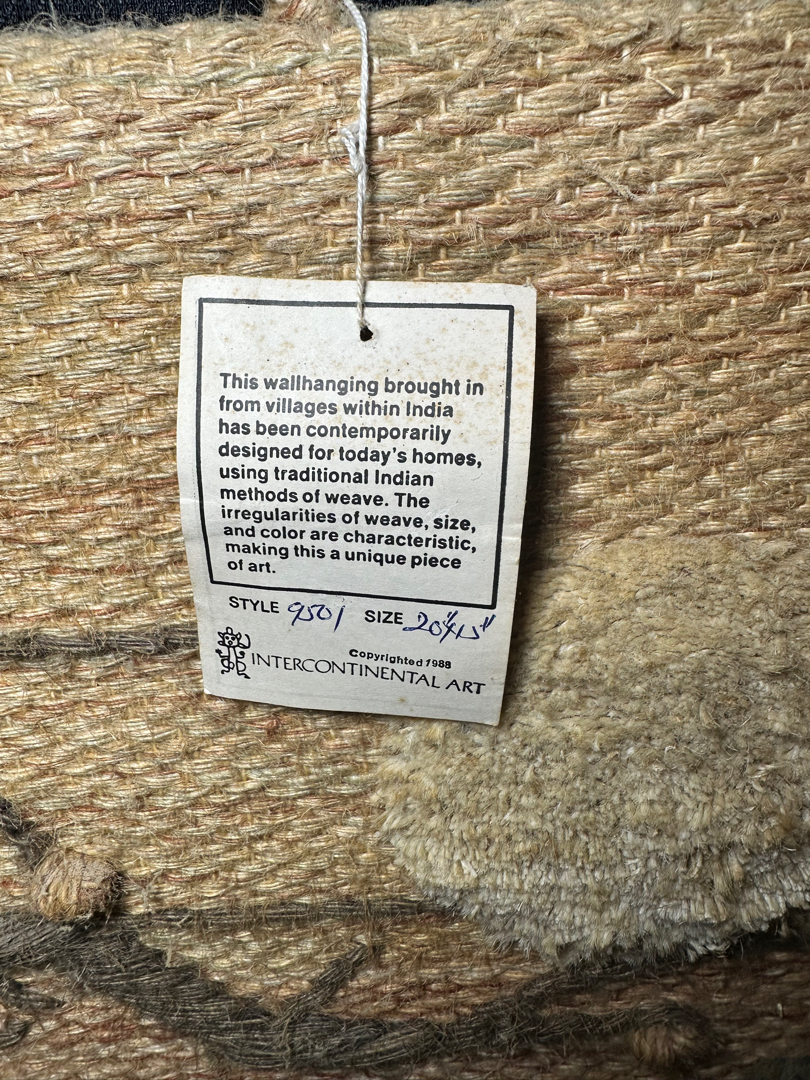 This wallhanging brought in
from villages within India
has been contemporarily
designed for today's homes,
using traditional Indian
methods of weave. The
irregularities of weave, size,
and color are characteristic,
making this a unique piece
of art.
STYLE 9501 SIZE 20"x15"
Copyrighted 1988
INTERCONTINENTAL ART